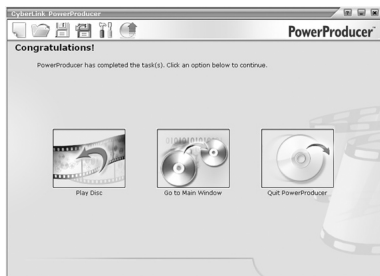 CyberLink PowerProducer
PowerProducer™
Congratulations!
PowerProducer has completed the task(s). Click an option below to continue.
Play Disc
Go to Main Window
Quit PowerProducer